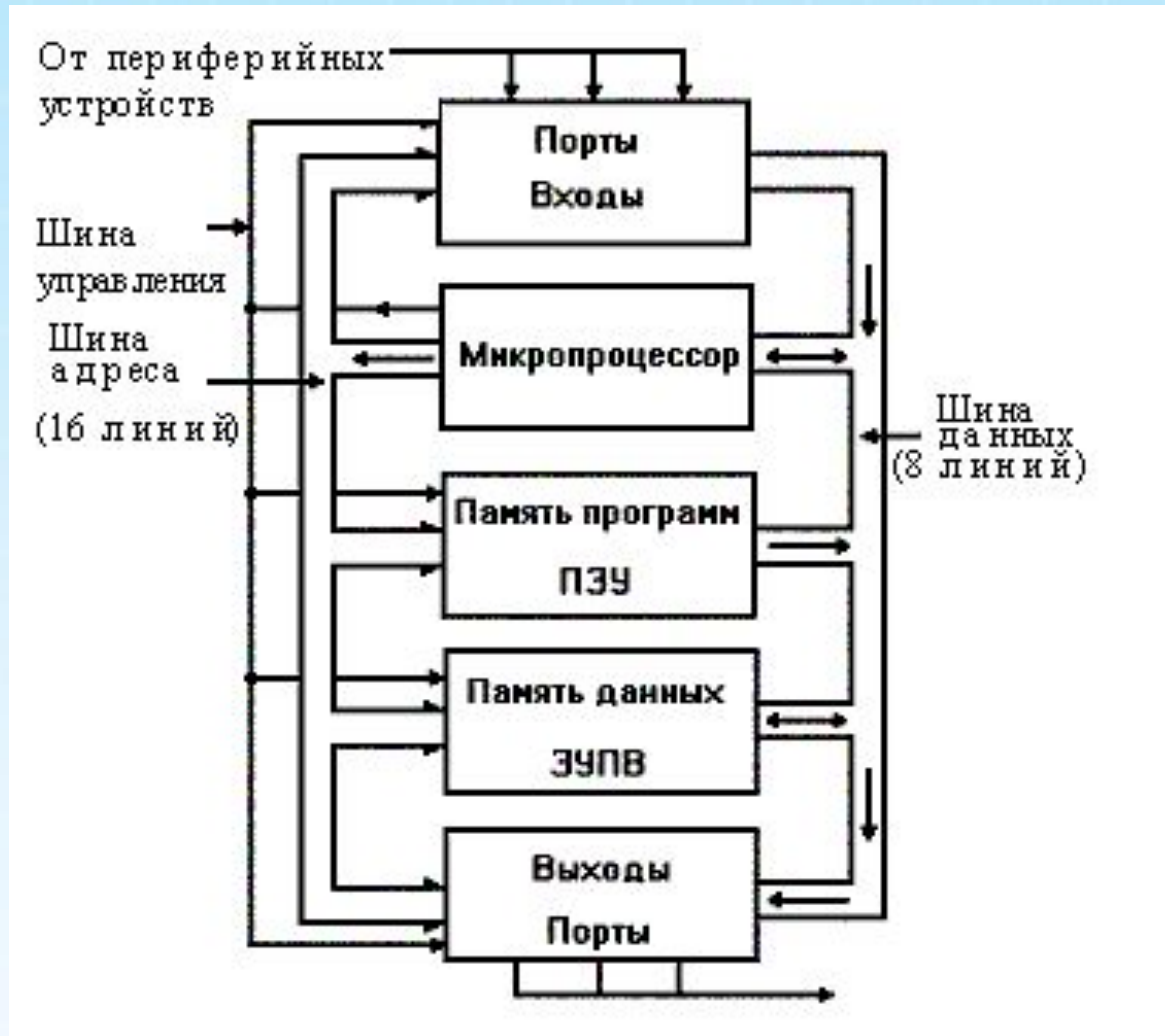 От периферийных
устройств
Порты
Входы
Шина
управления
Шина
адреса
(16 линий)
Микропроцессор
Шина
данных
(8 линий)
Память программ
ПЗУ
Память данных
ЗУПВ
Выходы
Порты